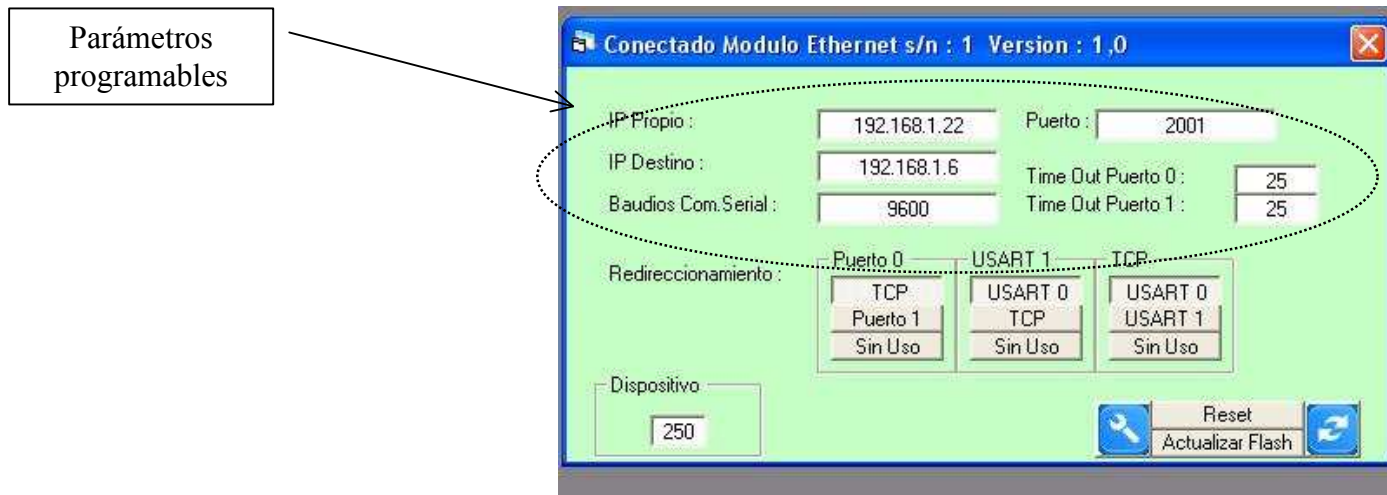 Parámetros
programables
Conectado Modulo Ethernet s/n : 1 Version : 1,0
IP Propio : 192.168.1.22 Puerto : 2001
IP Destino : 192.168.1.6 Time Out Puerto 0 : 25
Baudios Com.Serial : 9600 Time Out Puerto 1 : 25
Redireccionamiento : Puerto 0 USART 1 TCP
TCP USART 0 USART 0
Puerto 1 TCP USART 1
Sin Uso Sin Uso Sin Uso
Dispositivo
250
Reset
Actualizar Flash